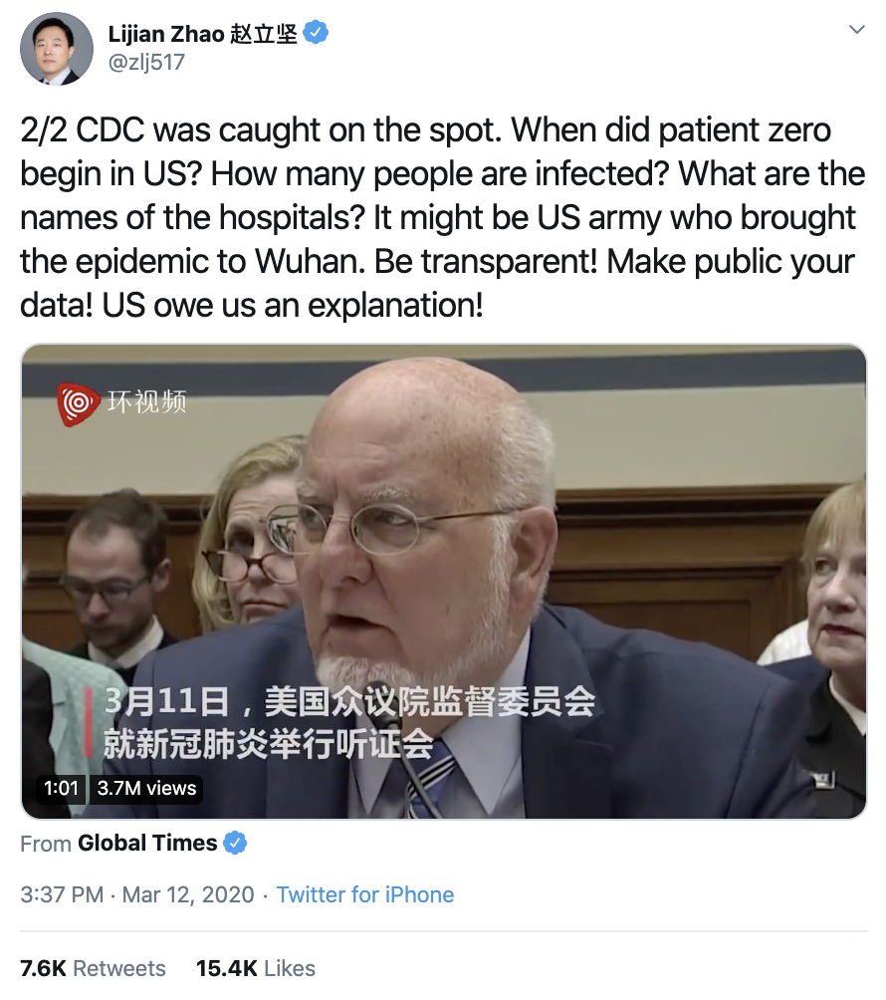 Lijian Zhao 赵立坚
@zlj517
2/2 CDC was caught on the spot. When did patient zero
begin in US? How many people are infected? What are the
names of the hospitals? It might be US army who brought
the epidemic to Wuhan. Be transparent! Make public your
data! US owe us an explanation!
环视频
3月11日，美国众议院监督委员会
就新冠肺炎举行听证会
1:01 3.7M views
From Global Times
3:37 PM · Mar 12, 2020 · Twitter for iPhone
7.6K Retweets 15.4K Likes